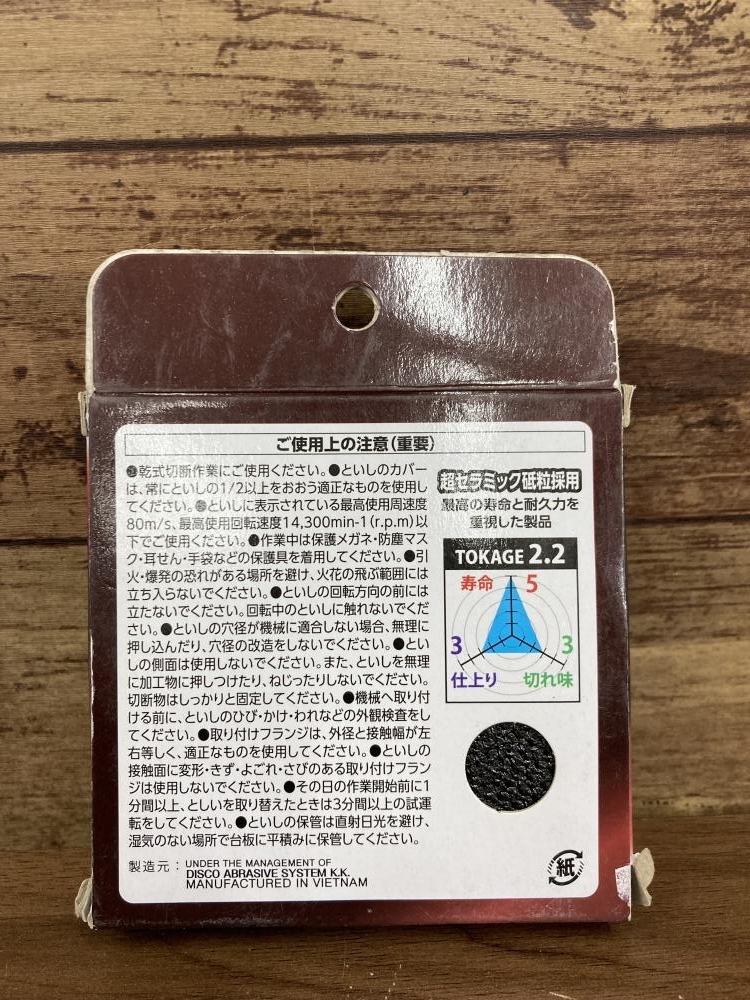 ご使用上の注意(重要)
●乾式切断作業にご使用ください。●といしのカバー
は、常にといしの1/2以上をおおう適正なものを使用し
てください。●といしに表示されている最高使用周速度
80m/s、最高使用回転速度14,300min-1(r.p.m)以
下でご使用ください。●作業中は保護メガネ・防塵マス
ク・耳せん・手袋などの保護具を着用してください。●引
火・爆発の恐れがある場所を避け、火花の飛ぶ範囲には
立ち入らないでください。●といしの回転方向の前には
立たないでください。回転中のといしに触れないでくだ
さい。●といしの穴径が機械に適合しない場合、無理に
押し込んだり、穴径の改造をしないでください。●とい
しの側面は使用しないでください。また、といしを無理
に加工物に押しつけたり、ねじったりしないでください。
切断物はしっかりと固定してください。●機械へ取り付
ける前に、といしのひび・かけ・われなどの外観検査をし
てください。●取り付けフランジは、外径と接触幅が左
右等しく、適正なものを使用してください。●といしの
接触面に変形・きず・よごれ・さびのある取り付けフラン
ジは使用しないでください。●その日の作業開始前に1
分間以上、としいを取り替えたときは3分間以上の試運
転をしてください。●といしの保管は直射日光を避け、
湿気のない場所で台板に平積みに保管してください。
製造元：UNDER THE MANAGEMENT OF
DISCO ABRASIVE SYSTEM K.K.
MANUFACTURED IN VIETNAM
超セラミック砥粒採用
最高の寿命と耐久力を
重視した製品
TOKAGE 2.2
寿命 5
3 3
仕上り 切れ味
紙